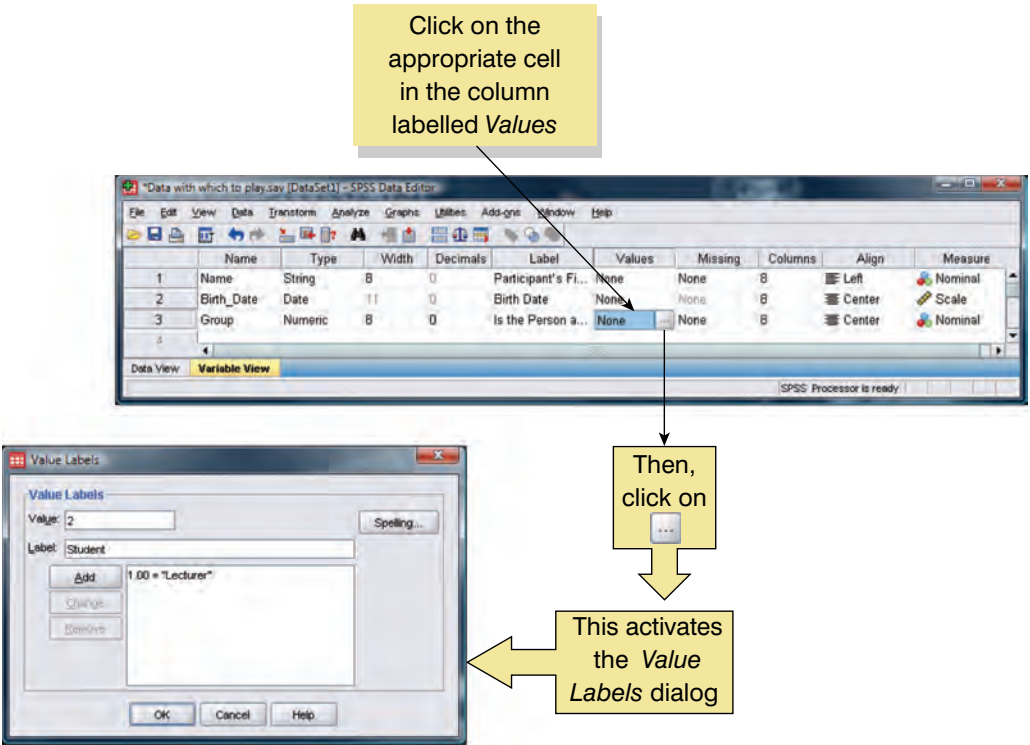 Click on the
appropriate cell
in the column
labelled Values
*Data with which to play.sav [DataSet1] - SPSS Data Editor
File Edit View Data Transform Analyze Graphs Utilities Add-ons Window Help
Name Type Width Decimals Label Values Missing Columns Align Measure
1 Name String 8 0 Participant's Fi... None None 8 Left Nominal
2 Birth_Date Date 11 0 Birth Date None None 8 Center Scale
3 Group Numeric 8 0 Is the Person a... None ... None 8 Center Nominal
4
Data View Variable View
SPSS Processor is ready
Then,
click on
...
This activates
the Value
Labels dialog
Value Labels
Value Labels
Value: 2
Spelling...
Label: Student
Add
1.00 = "Lecturer"
Change
Remove
OK Cancel Help